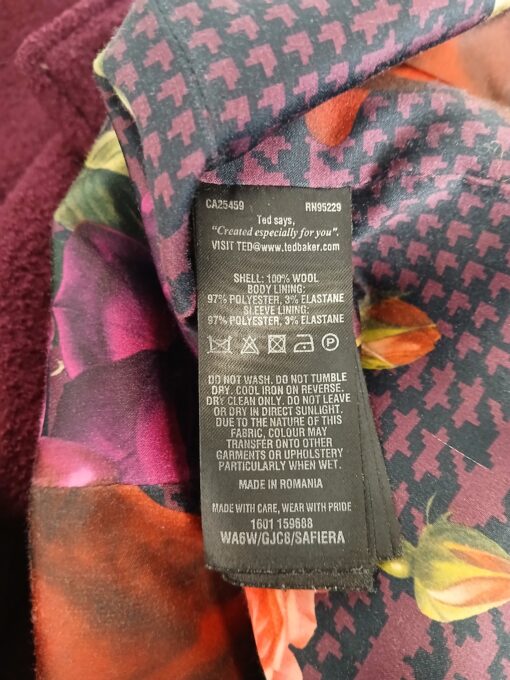 CA25459 RN95229
Ted says,
"Created especially for you".
VISIT TED@www.tedbaker.com
SHELL: 100% WOOL
BODY LINING:
97% POLYESTER, 3% ELASTANE
SLEEVE LINING:
97% POLYESTER, 3% ELASTANE
P
DO NOT WASH. DO NOT TUMBLE
DRY. COOL IRON ON REVERSE.
DRY CLEAN ONLY. DO NOT LEAVE
OR DRY IN DIRECT SUNLIGHT.
DUE TO THE NATURE OF THIS
FABRIC, COLOUR MAY
TRANSFER ONTO OTHER
GARMENTS OR UPHOLSTERY
PARTICULARLY WHEN WET.
MADE IN ROMANIA
MADE WITH CARE, WEAR WITH PRIDE
1601 159688
WA6W/GJC8/SAFIERA